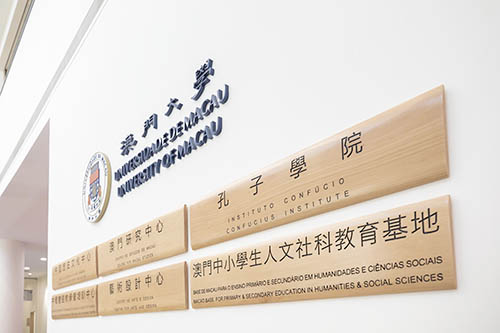 澳門大學
UNIVERSIDADE DE MACAU
UNIVERSITY OF MACAU
孔子學院
INSTITUTO CONFÚCIO
CONFUCIUS INSTITUTE
澳門研究中心
澳門中小學生人文社科教育基地
BASE DE MACAU PARA O ENSINO PRIMÁRIO E SECUNDÁRIO EM HUMANIDADES E CIÊNCIAS SOCIAIS
MACAO BASE FOR PRIMARY & SECONDARY EDUCATION IN HUMANITIES & SOCIAL SCIENCES
藝術設計中心